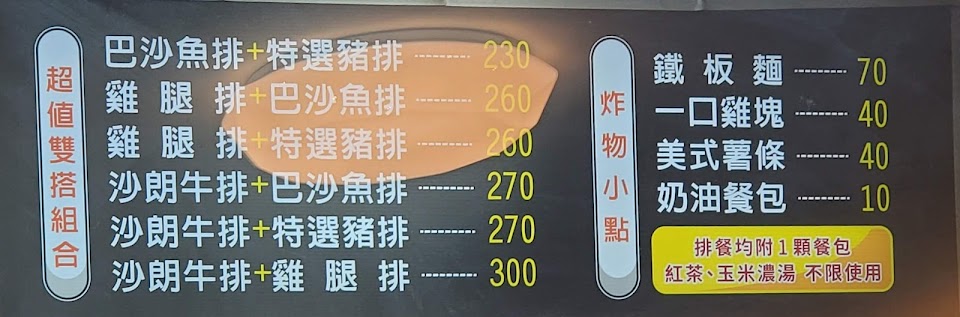 超值雙搭組合
巴沙魚排+特選豬排 230
雞腿排+巴沙魚排 260
雞腿排+特選豬排 260
沙朗牛排+巴沙魚排 270
沙朗牛排+特選豬排 270
沙朗牛排+雞腿排 300
炸物小點
鐵板麵 70
一口雞塊 40
美式薯條 40
奶油餐包 10
排餐均附1顆餐包
紅茶、玉米濃湯 不限使用